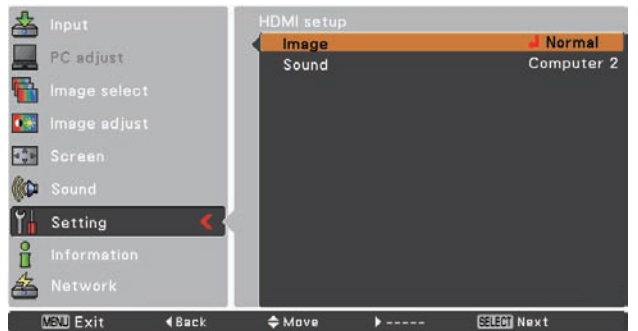 Input
PC adjust
Image select
Image adjust
Screen
Sound
Setting
Information
Network
HDMI setup
Image Normal
Sound Computer 2
MENU Exit Back Move ----- SELECT Next